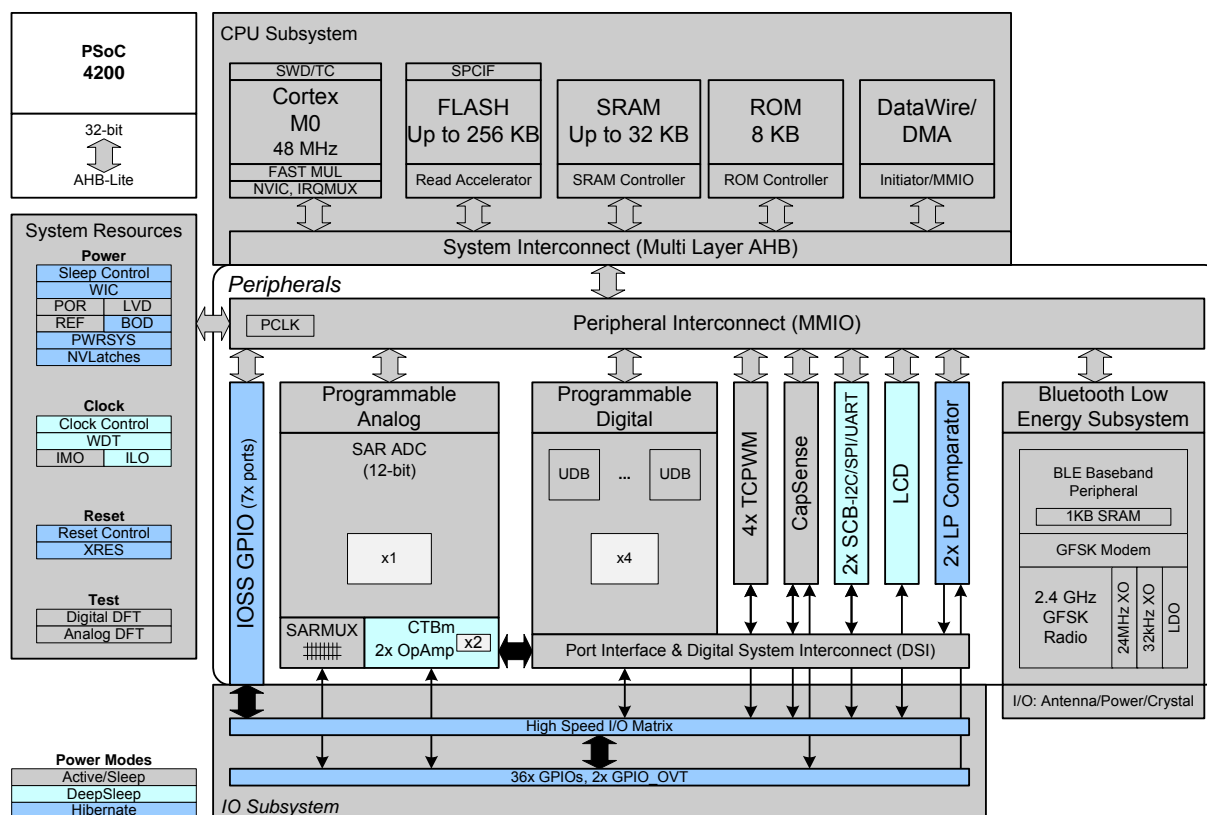 PSoC
4200
32-bit
AHB-Lite
System Resources
Power
Sleep Control
WIC
POR LVD
REF BOD
PWRSYS
NVLatches
Clock
Clock Control
WDT
IMO ILO
Reset
Reset Control
XRES
Test
Digital DFT
Analog DFT
Power Modes
Active/Sleep
DeepSleep
Hibernate
CPU Subsystem
SWD/TC
Cortex
M0
48 MHz
FAST MUL
NVIC, IRQMUX
SPCIF
FLASH
Up to 256 KB
Read Accelerator
SRAM
Up to 32 KB
SRAM Controller
ROM
8 KB
ROM Controller
DataWire/
DMA
Initiator/MMIO
System Interconnect (Multi Layer AHB)
Peripherals
PCLK
Peripheral Interconnect (MMIO)
IOSS GPIO (7x ports)
Programmable
Analog
SAR ADC
(12-bit)
x1
SARMUX
CTBm
2x OpAmp
x2
Programmable
Digital
UDB ... UDB
x4
4x TCPWM
CapSense
2x SCB-I2C/SPI/UART
LCD
2x LP Comparator
Port Interface & Digital System Interconnect (DSI)
Bluetooth Low
Energy Subsystem
BLE Baseband
Peripheral
1KB SRAM
GFSK Modem
2.4 GHz
GFSK
Radio
24MHz XO
32kHz XO
LDO
I/O: Antenna/Power/Crystal
High Speed I/O Matrix
36x GPIOs, 2x GPIO_OVT
IO Subsystem